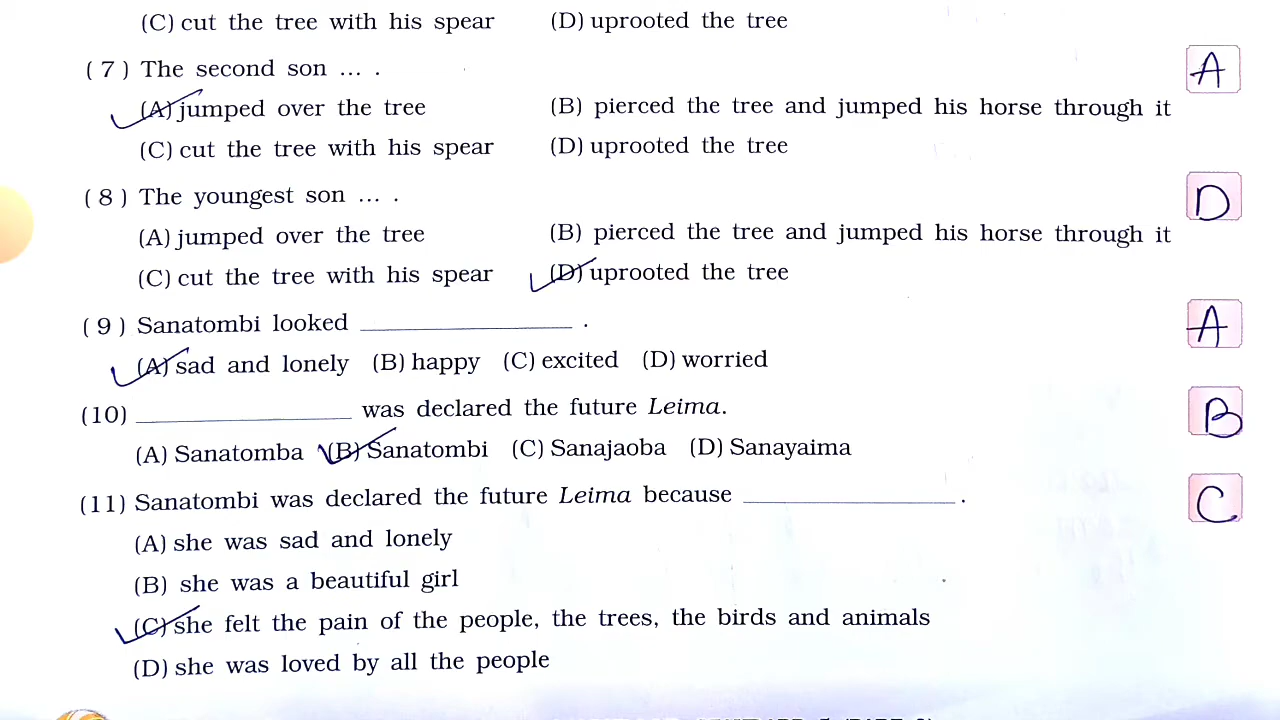 (C) cut the tree with his spear (D) uprooted the tree
(7) The second son ... . A
(A) jumped over the tree (B) pierced the tree and jumped his horse through it
(C) cut the tree with his spear (D) uprooted the tree
(8) The youngest son ... . D
(A) jumped over the tree (B) pierced the tree and jumped his horse through it
(C) cut the tree with his spear (D) uprooted the tree
(9) Sanatombi looked ____________ . A
(A) sad and lonely (B) happy (C) excited (D) worried
(10) ____________ was declared the future Leima. B
(A) Sanatomba (B) Sanatombi (C) Sanajaoba (D) Sanayaima
(11) Sanatombi was declared the future Leima because ____________ . C
(A) she was sad and lonely
(B) she was a beautiful girl
(C) she felt the pain of the people, the trees, the birds and animals
(D) she was loved by all the people